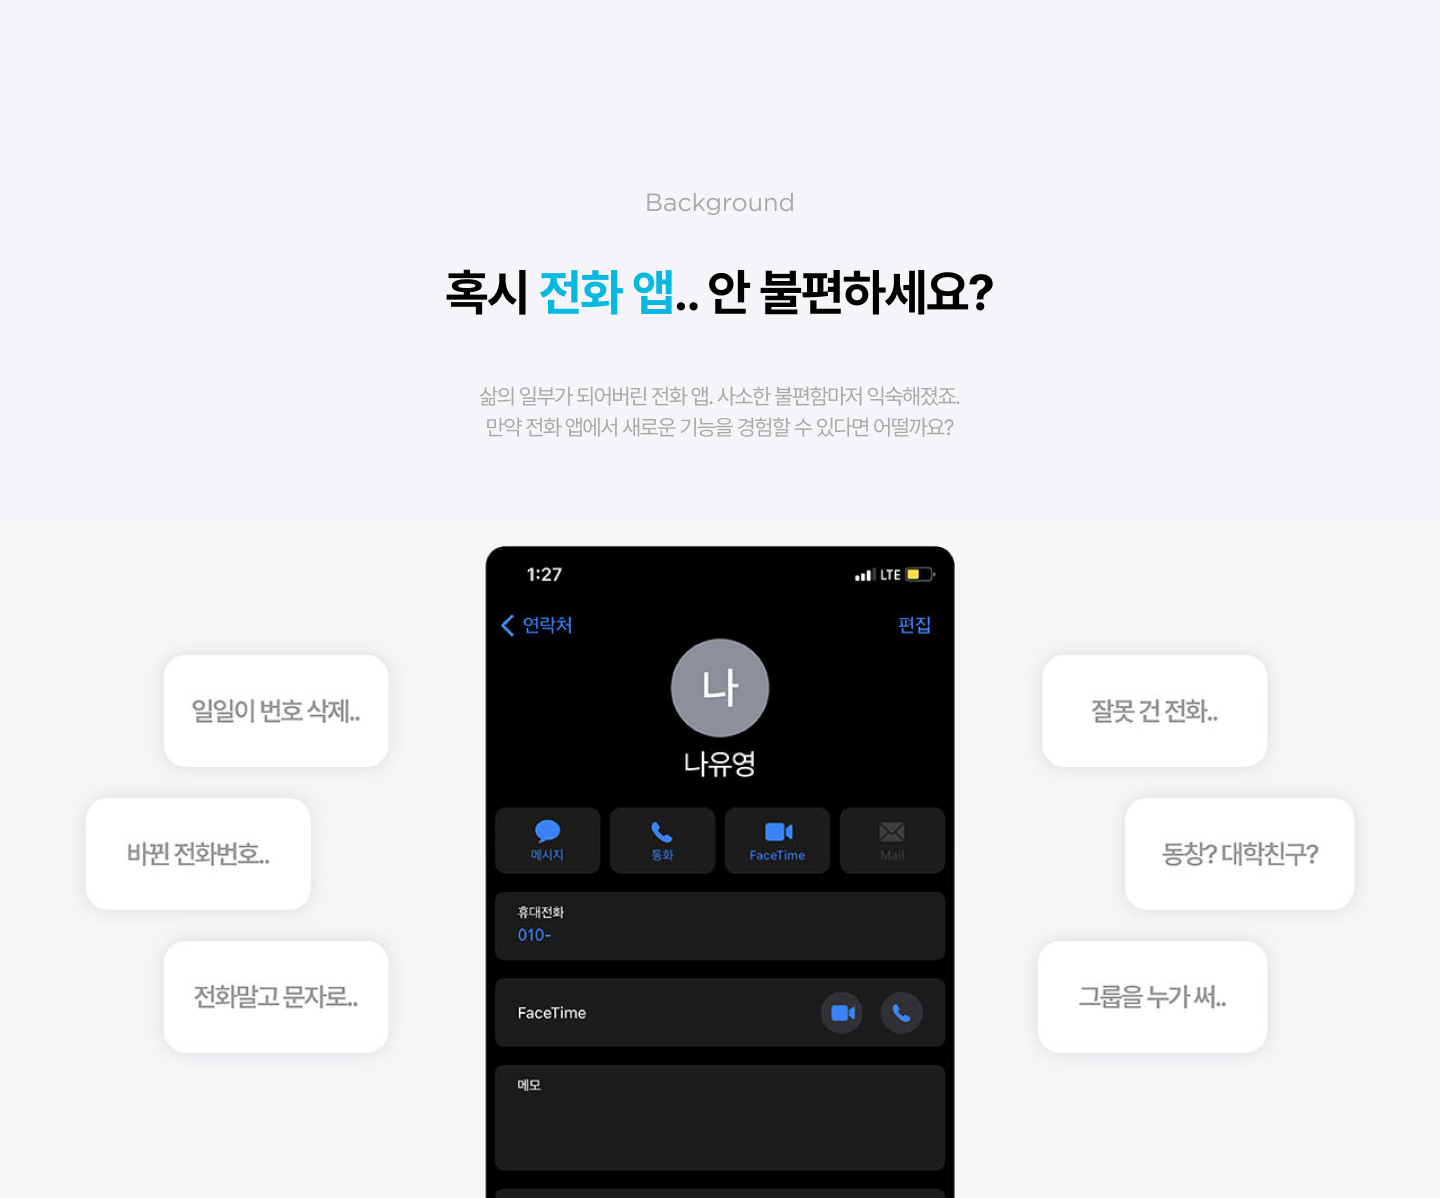 Background
혹시 전화 앱.. 안 불편하세요?
삶의 일부가 되어버린 전화 앱. 사소한 불편함마저 익숙해졌죠.
만약 전화 앱에서 새로운 기능을 경험할 수 있다면 어떨까요?
1:27 LTE
연락처 편집
나
나유영
메시지 통화 FaceTime Mail
휴대전화
010-
FaceTime
메모
일일이 번호 삭제..
바뀐 전화번호..
전화말고 문자로..
잘못 건 전화..
동창? 대학친구?
그룹을 누가 써..